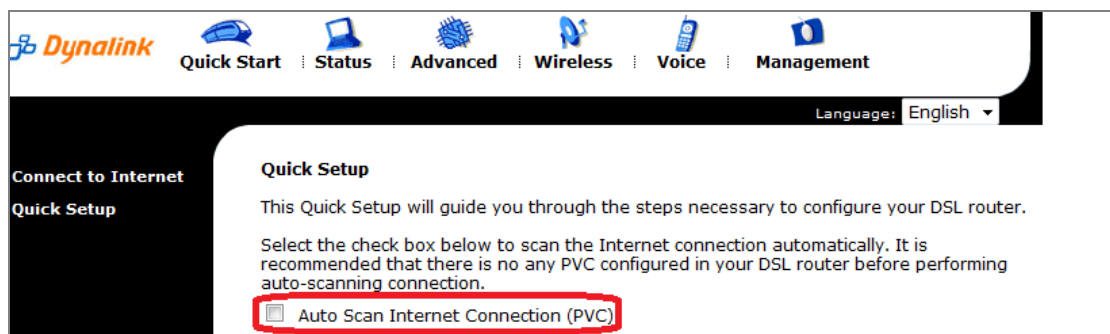 Dynalink
Quick Start Status Advanced Wireless Voice Management
Language: English
Connect to Internet
Quick Setup
Quick Setup
This Quick Setup will guide you through the steps necessary to configure your DSL router.
Select the check box below to scan the Internet connection automatically. It is
recommended that there is no any PVC configured in your DSL router before performing
auto-scanning connection.
Auto Scan Internet Connection (PVC)